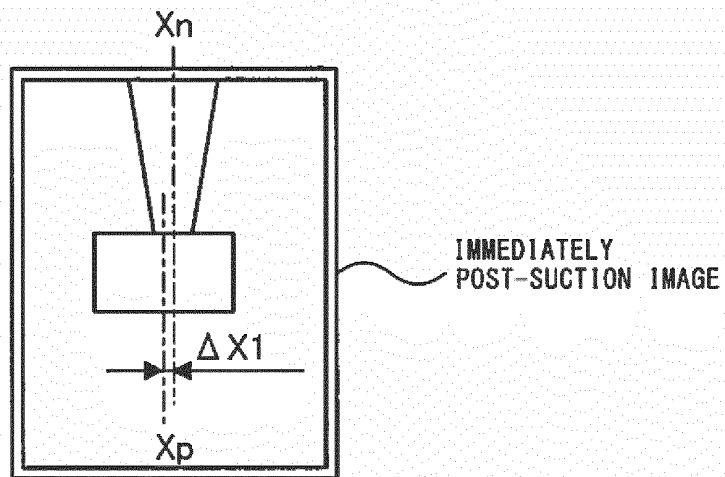 Xn
IMMEDIATELY
POST-SUCTION IMAGE
ΔX1
Xp